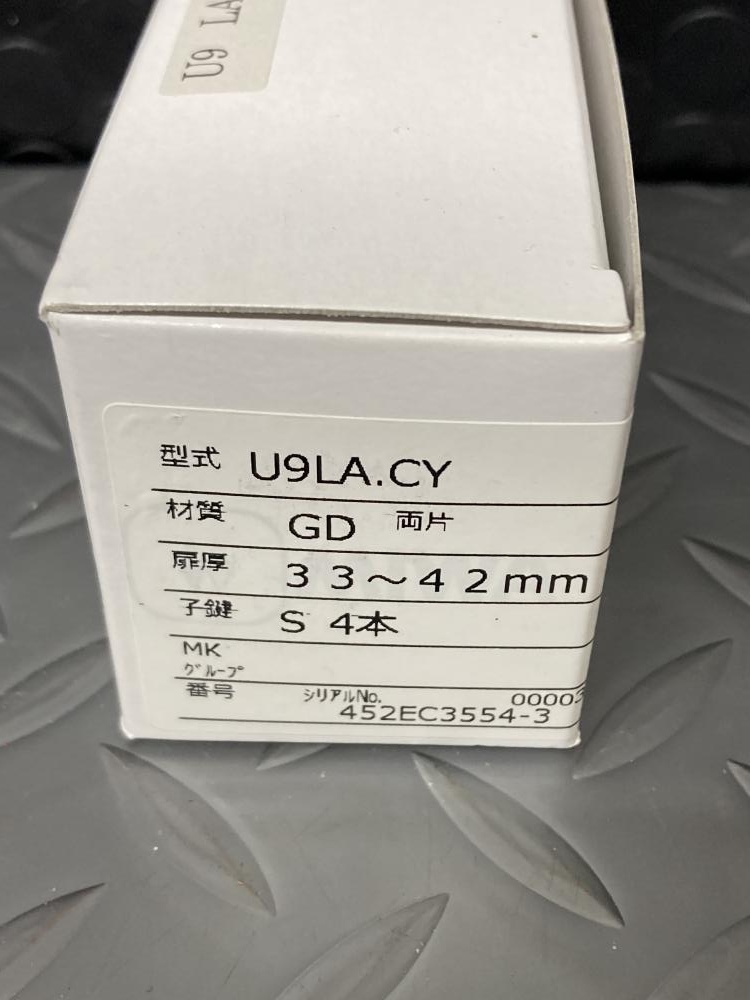 U9 LA
型式 U9LA.CY
材質 GD 両片
扉厚 33～42mm
子鍵 S 4本
MK
グループ
番号 シリアルNo. 00003
452EC3554-3